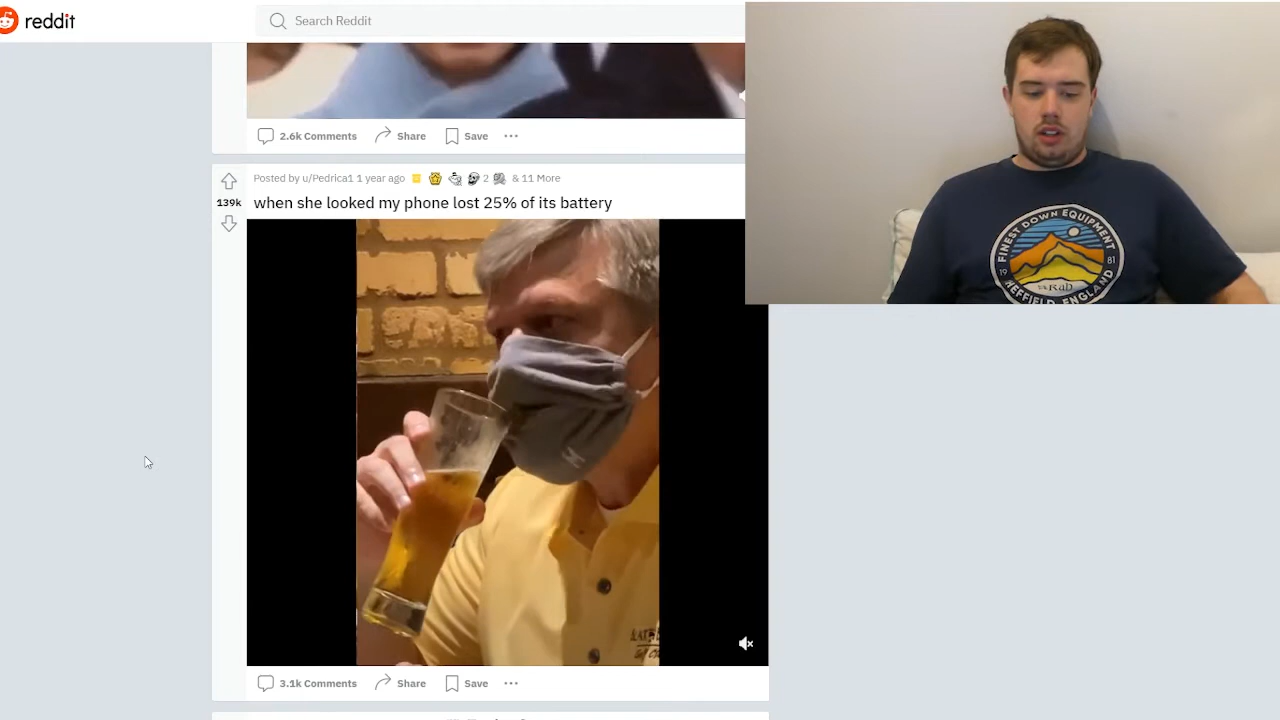 reddit
Search Reddit
2.6k Comments Share Save
Posted by u/Pedrica1 1 year ago 2 & 11 More
139k
when she looked my phone lost 25% of its battery
3.1k Comments Share Save
FINEST DOWN EQUIPMENT
19 81
Rab
SHEFFIELD, ENGLAND